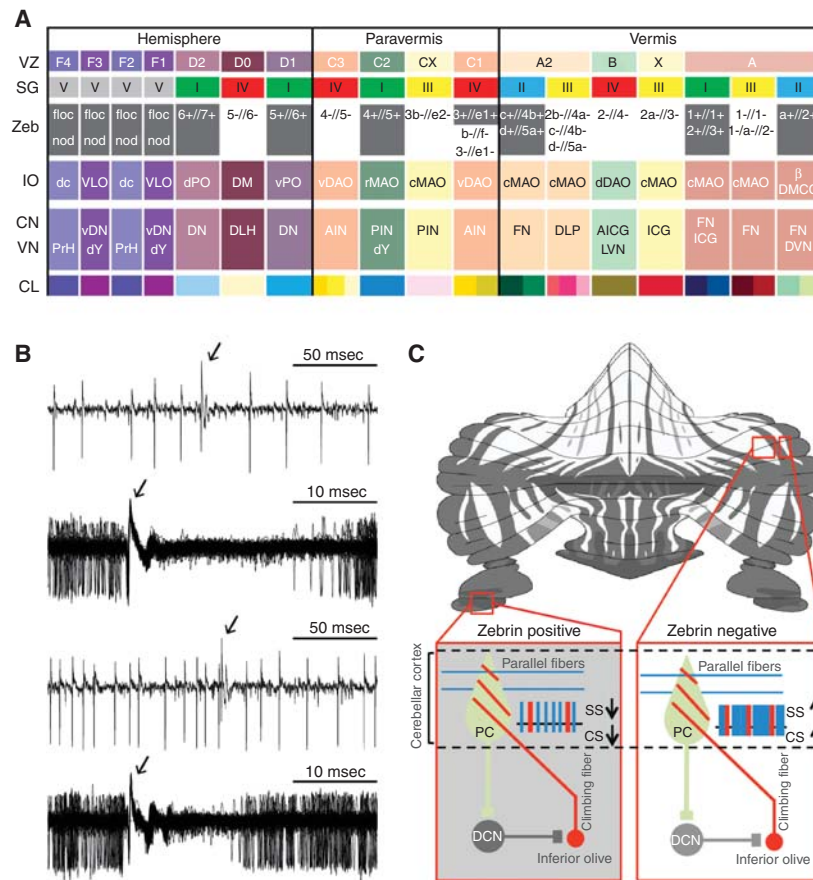 A
Hemisphere Paravermis Vermis
VZ F4 F3 F2 F1 D2 D0 D1 C3 C2 CX C1 A2 B X A
SG V V V V I IV I IV I III IV II III IV III I III II
Zeb floc floc floc floc 6+//7+ 5-//6- 5+//6+ 4-//5- 4+//5+ 3b-//e2- 3+//e1+ c+//4b+ 2b-//4a- 2-//4- 2a-//3- 1+//1+ 1-//1- a+//2+
nod nod nod nod b-//f- d+//5a+ c-//4b- 2+//3+ 1-/a-//2-
3-//e1- d-//5a-
IO dc VLO dc VLO dPO DM vPO vDAO rMAO cMAO vDAO cMAO cMAO dDAO cMAO cMAO cMAO β
DMCC
CN vDN vDN DN DLH DN AIN PIN PIN AIN FN DLP AICG ICG FN FN FN
VN PrH dY PrH dY dY LVN ICG DVN
CL
B
50 msec
10 msec
50 msec
10 msec
C
Zebrin positive Zebrin negative
Cerebellar cortex
Parallel fibers Parallel fibers
SS SS
PC CS PC CS
Climbing fiber Climbing fiber
DCN DCN
Inferior olive Inferior olive